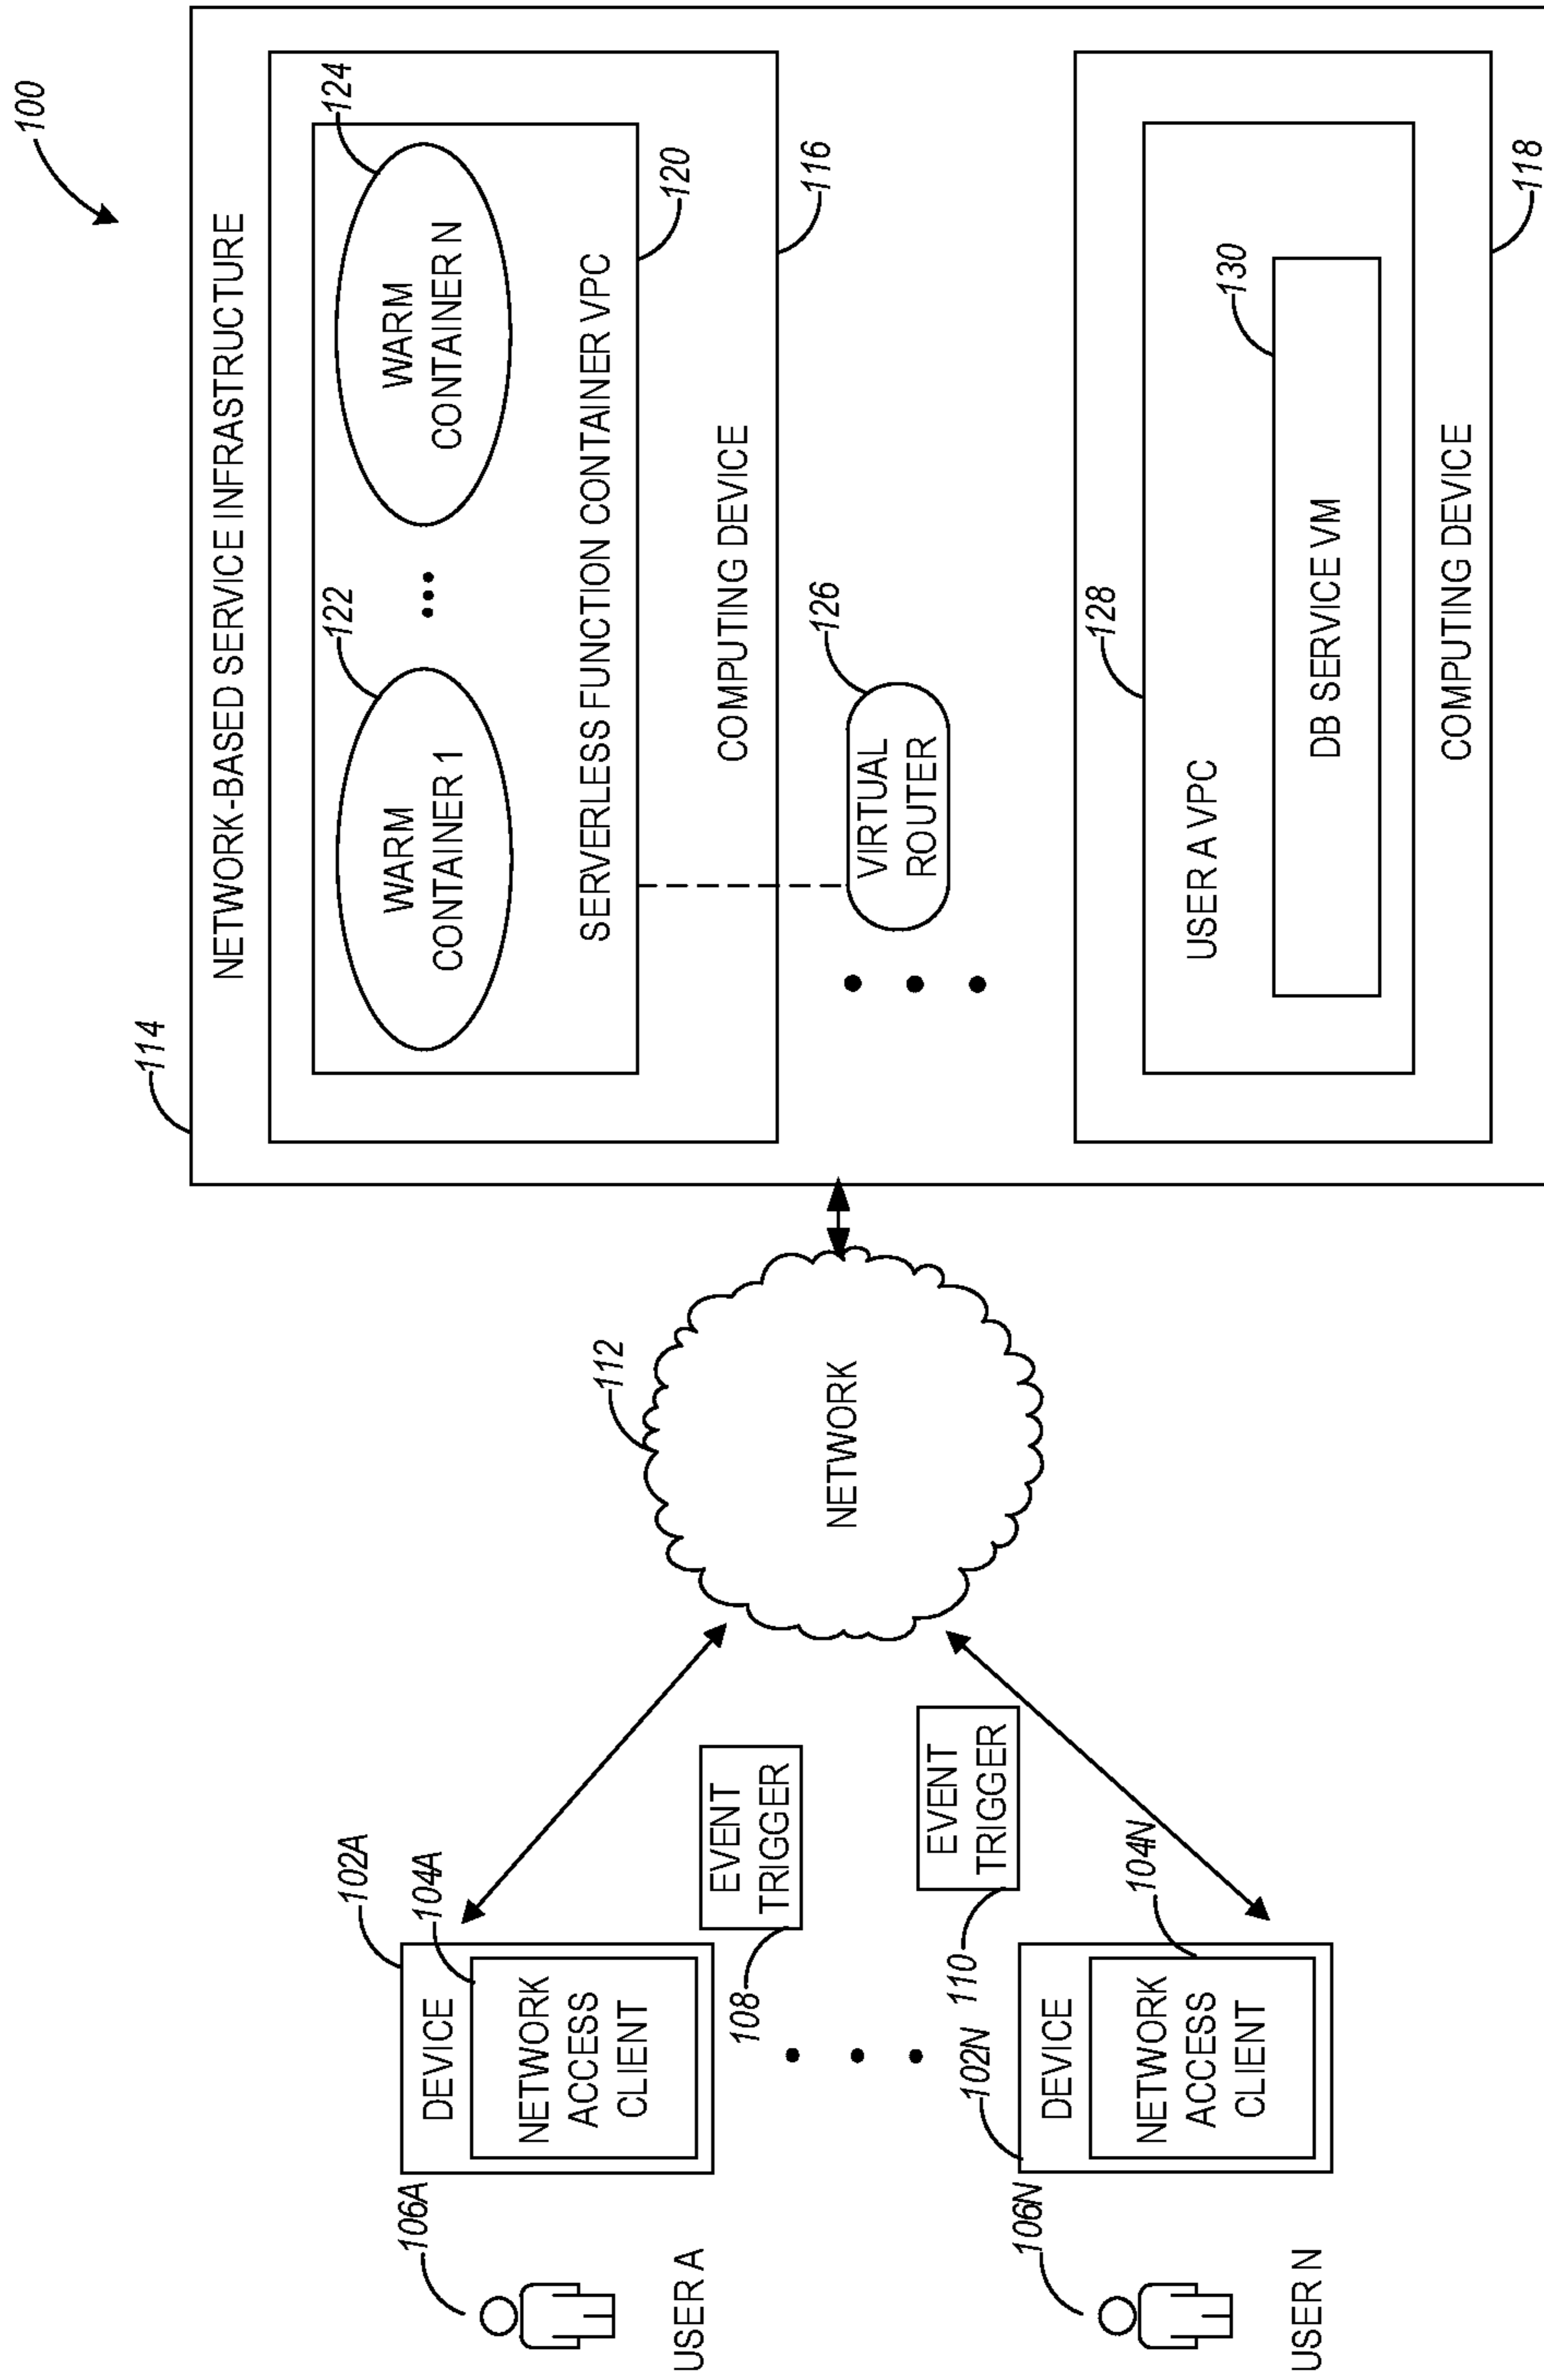 100
114
NETWORK-BASED SERVICE INFRASTRUCTURE
122
124
WARM
CONTAINER 1
WARM
CONTAINER N
SERVERLESS FUNCTION CONTAINER VPC
120
COMPUTING DEVICE
116
126
VIRTUAL
ROUTER
128
USER A VPC
130
DB SERVICE VM
COMPUTING DEVICE
118
112
NETWORK
106A
USER A
102A
DEVICE
104A
NETWORK
ACCESS
CLIENT
108
EVENT
TRIGGER
110
EVENT
TRIGGER
106N
USER N
102N
DEVICE
104N
NETWORK
ACCESS
CLIENT